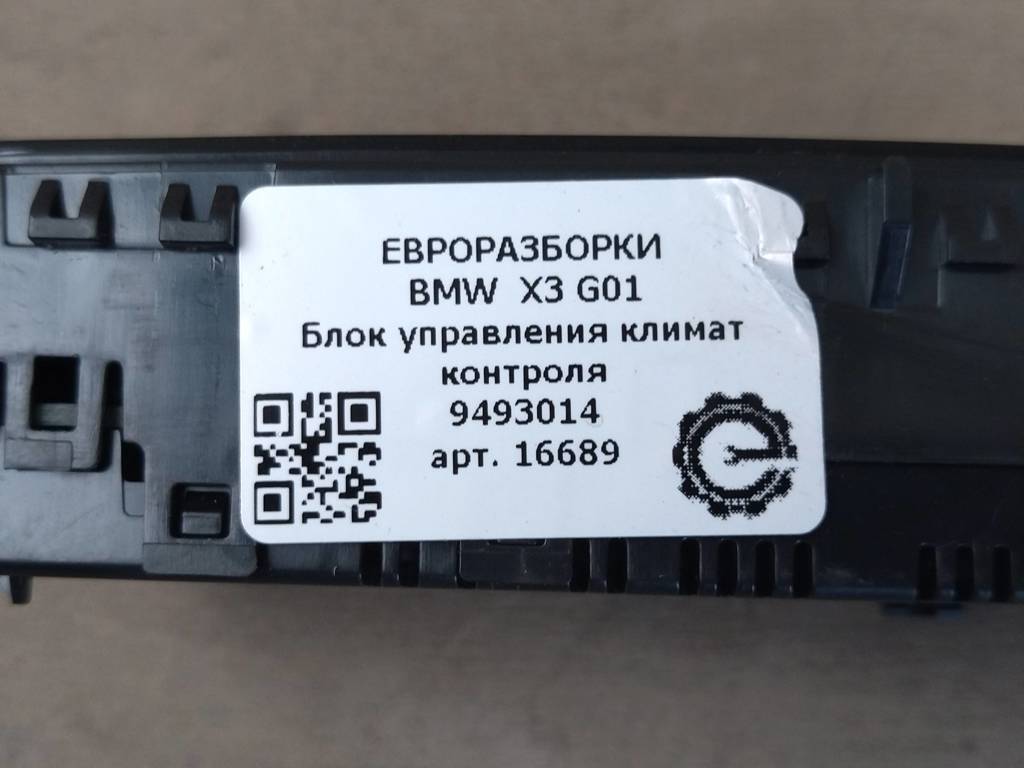 ЕВРОРАЗБОРКИ
BMW X3 G01
Блок управления климат
контроля
9493014
арт. 16689